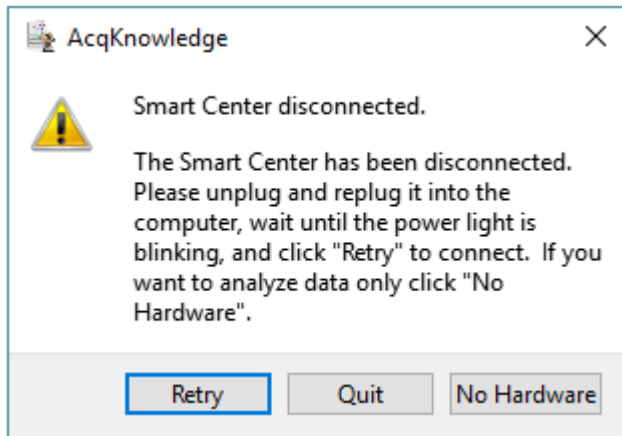 AcqKnowledge
Smart Center disconnected.
The Smart Center has been disconnected.
Please unplug and replug it into the
computer, wait until the power light is
blinking, and click "Retry" to connect.  If you
want to analyze data only click "No
Hardware".
Retry
Quit
No Hardware